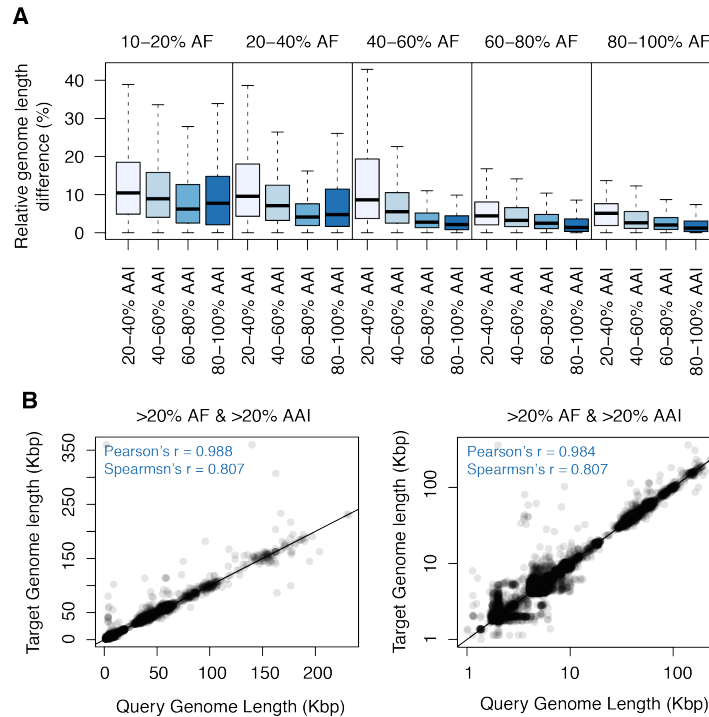 A
10–20% AF
20–40% AF
40–60% AF
60–80% AF
80–100% AF
Relative genome length
difference (%)
40
30
20
10
0
20–40% AAI
40–60% AAI
60–80% AAI
80–100% AAI
20–40% AAI
40–60% AAI
60–80% AAI
80–100% AAI
20–40% AAI
40–60% AAI
60–80% AAI
80–100% AAI
20–40% AAI
40–60% AAI
60–80% AAI
80–100% AAI
20–40% AAI
40–60% AAI
60–80% AAI
80–100% AAI
B
>20% AF & >20% AAI
Target Genome length (Kbp)
350
250
150
50
0
Pearson's r = 0.988
Spearmsn's r = 0.807
0
50
100
150
200
Query Genome Length (Kbp)
>20% AF & >20% AAI
Target Genome length (Kbp)
100
10
1
Pearson's r = 0.984
Spearmsn's r = 0.807
1
10
100
Query Genome Length (Kbp)